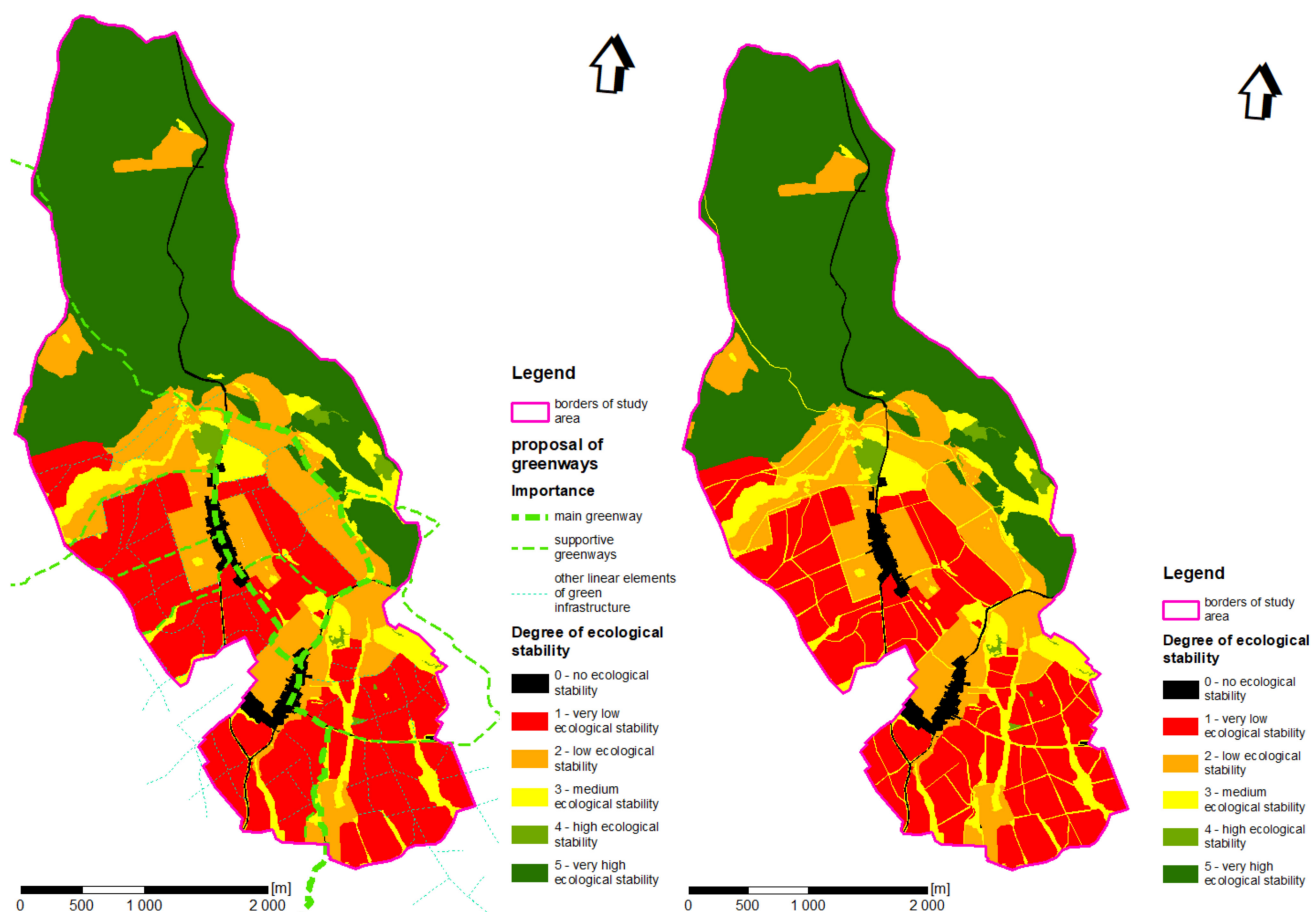 Legend
borders of study
area
proposal of
greenways
Importance
main greenway
supportive
greenways
other linear elements
of green
infrastructure
Degree of ecological
stability
0 - no ecological
stability
1 - very low
ecological stability
2 - low ecological
stability
3 - medium
ecological stability
4 - high ecological
stability
5 - very high
ecological stability
[m]
0 500 1 000 2 000
Legend
borders of study
area
Degree of ecological
stability
0 - no ecological
stability
1 - very low
ecological stability
2 - low ecological
stability
3 - medium
ecological stability
4 - high ecological
stability
5 - very high
ecological stability
[m]
0 500 1 000 2 000